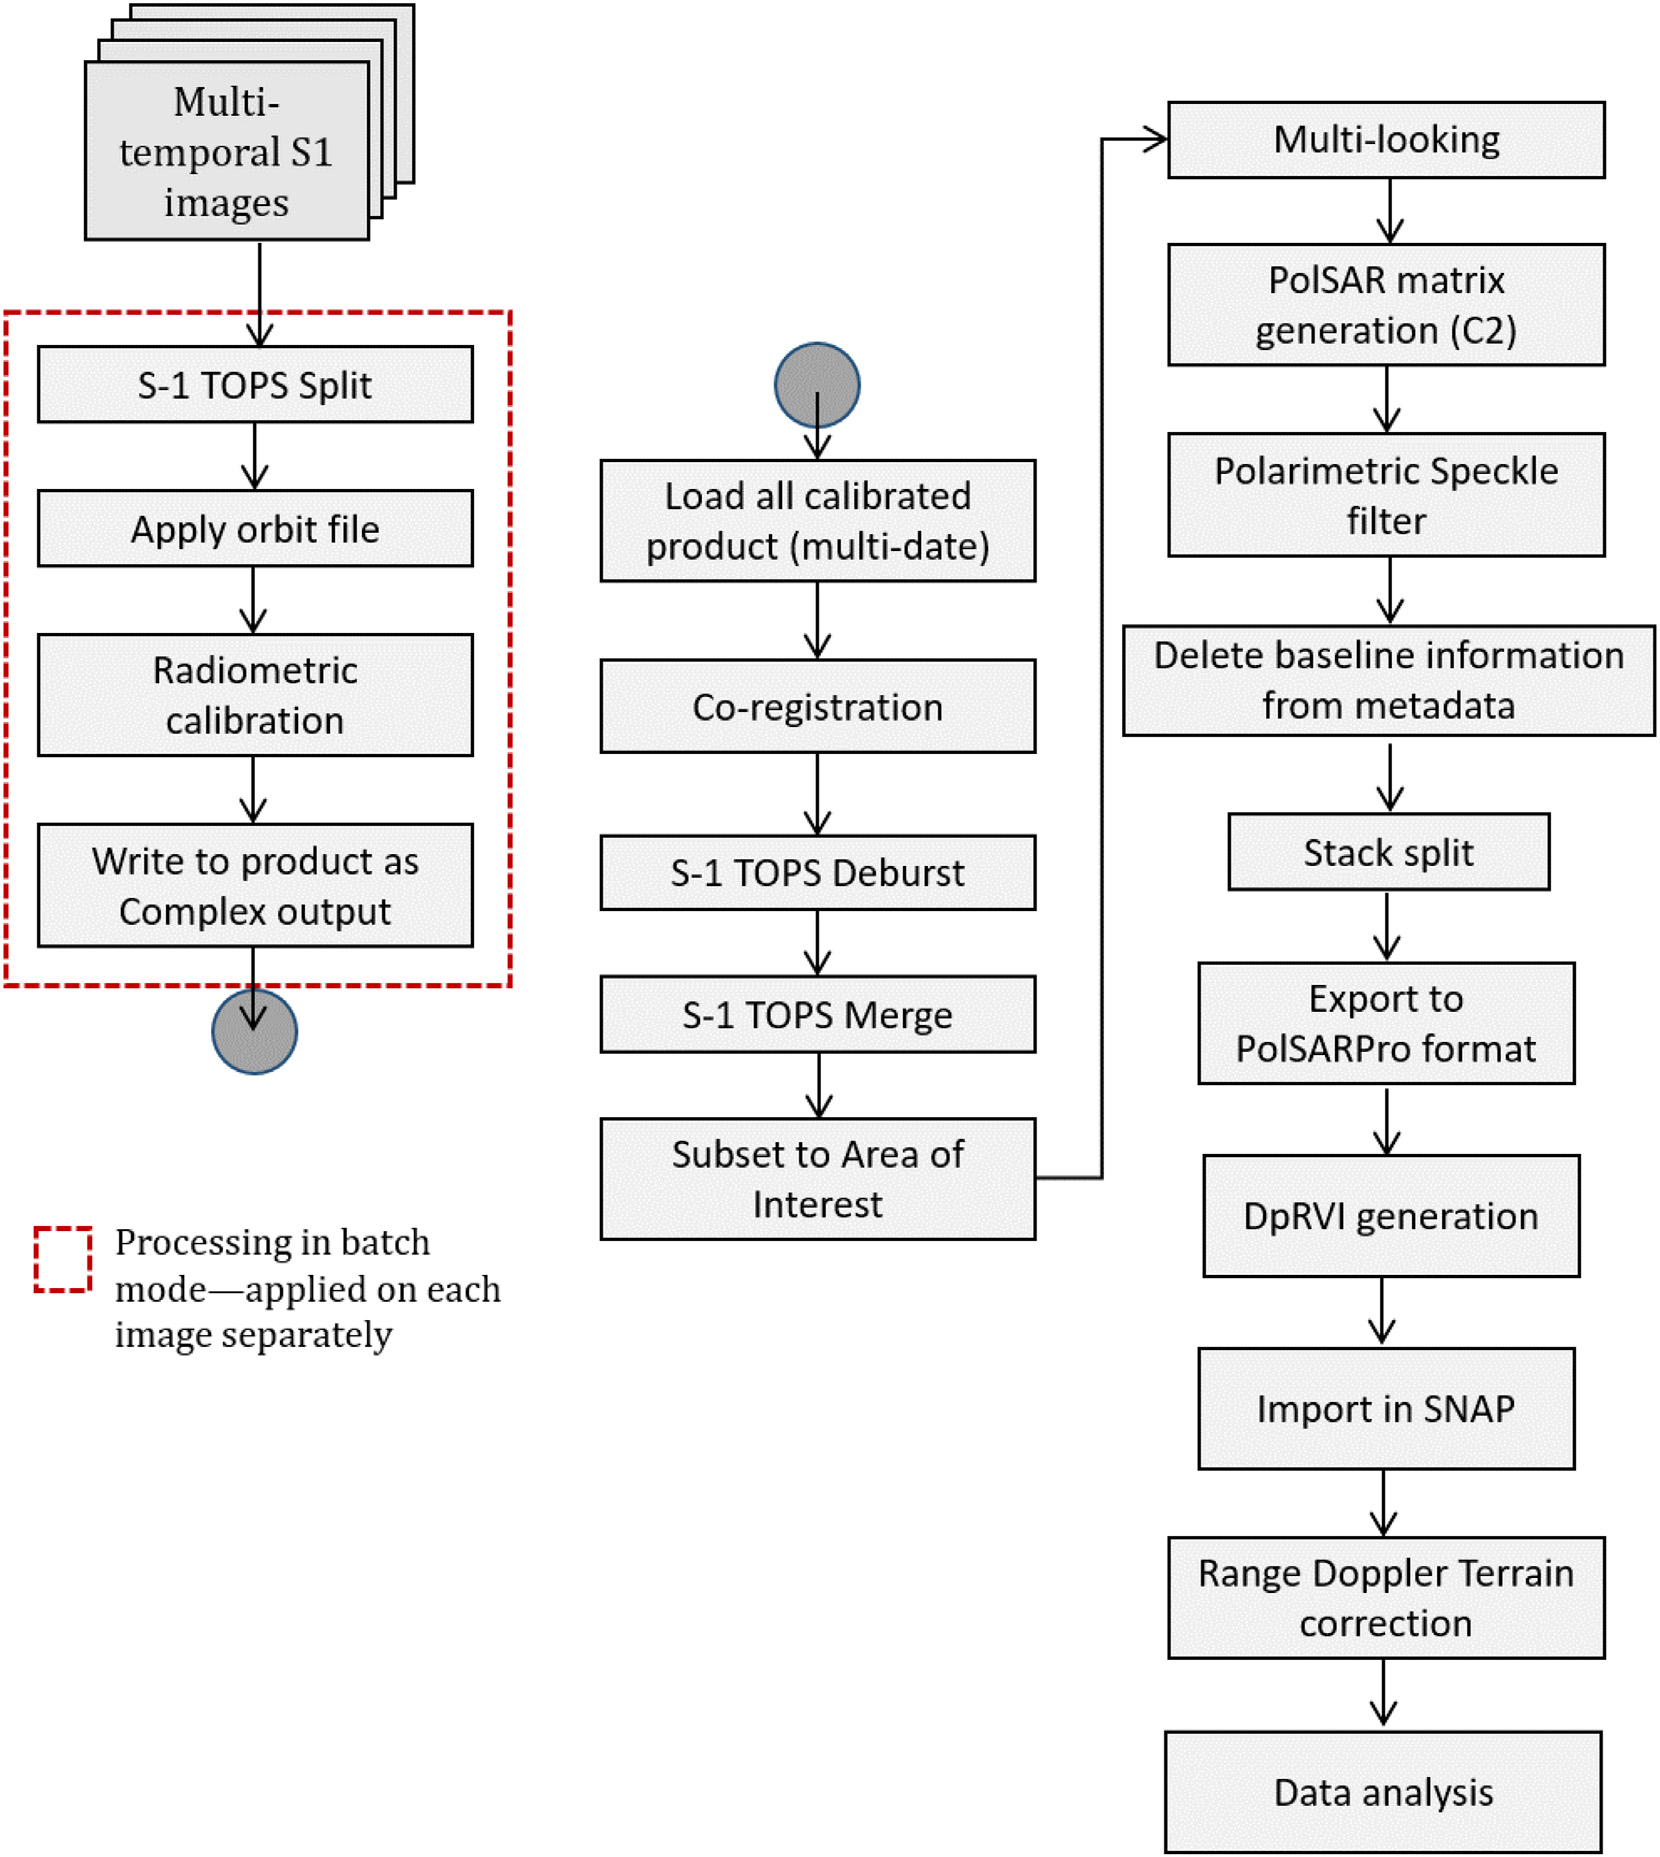 Multi-
temporal S1
images
S-1 TOPS Split
Apply orbit file
Radiometric
calibration
Write to product as
Complex output
Processing in batch
mode—applied on each
image separately
Load all calibrated
product (multi-date)
Co-registration
S-1 TOPS Deburst
S-1 TOPS Merge
Subset to Area of
Interest
Multi-looking
PolSAR matrix
generation (C2)
Polarimetric Speckle
filter
Delete baseline information
from metadata
Stack split
Export to
PolSARPro format
DpRVI generation
Import in SNAP
Range Doppler Terrain
correction
Data analysis